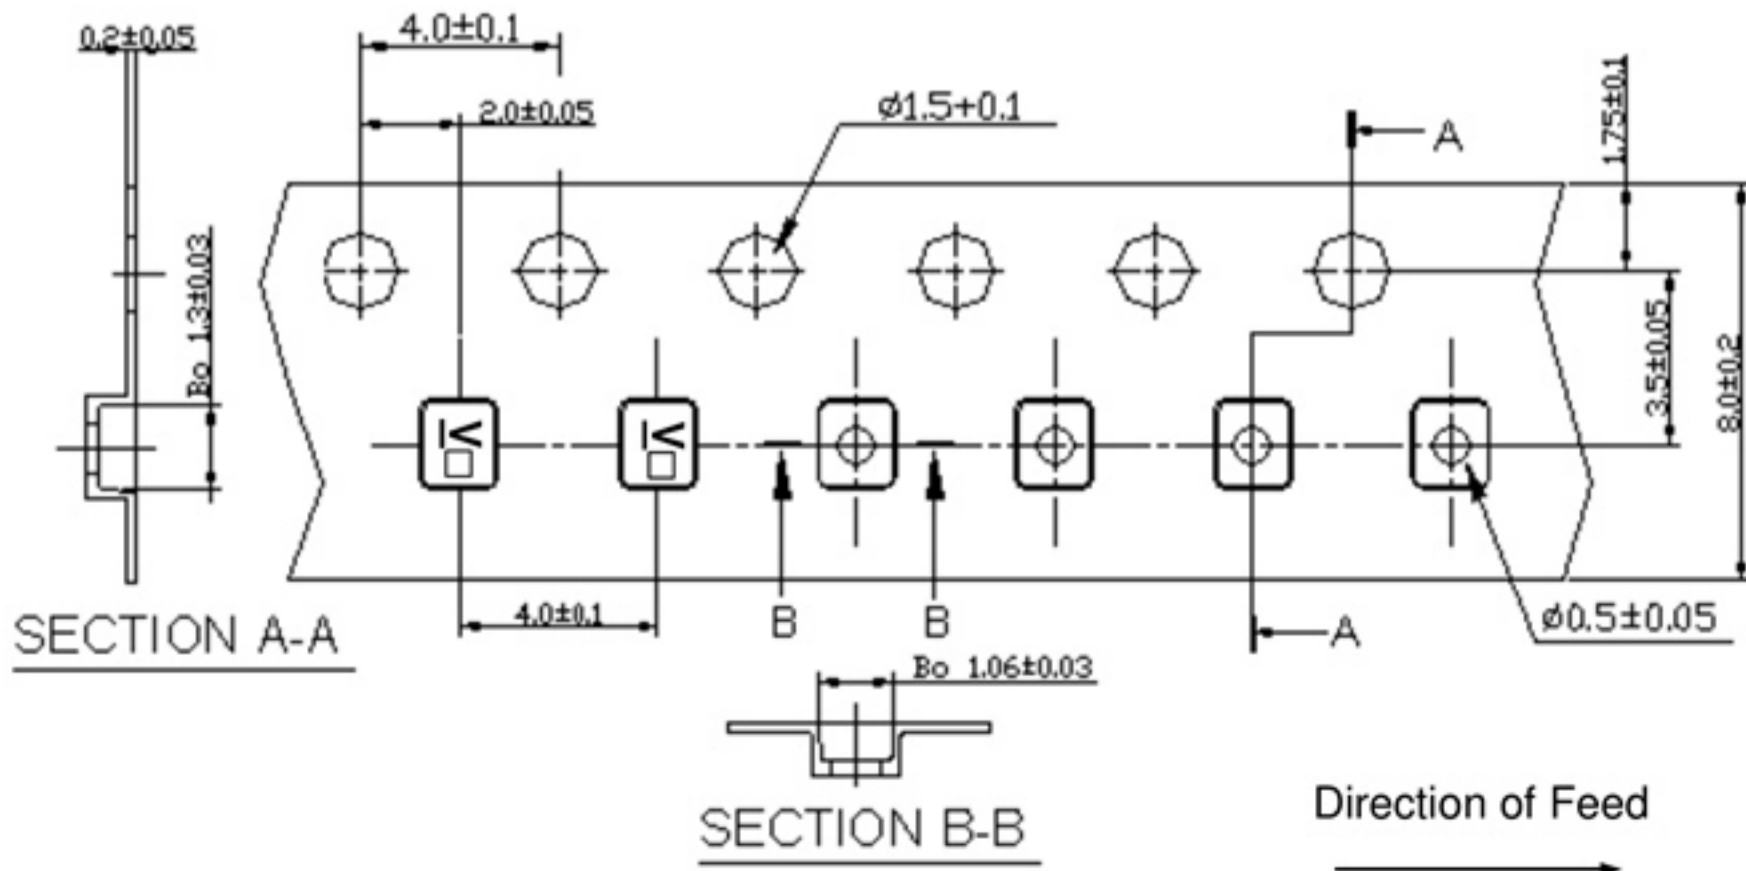 0.2±0.05
4.0±0.1
2.0±0.05
ø1.5+0.1
A
1.75±0.1
Bo 1.3±0.03
3.5±0.05
8.0±0.2
V
V
4.0±0.1
B
B
A
ø0.5±0.05
SECTION A-A
Bo 1.06±0.03
SECTION B-B
Direction of Feed